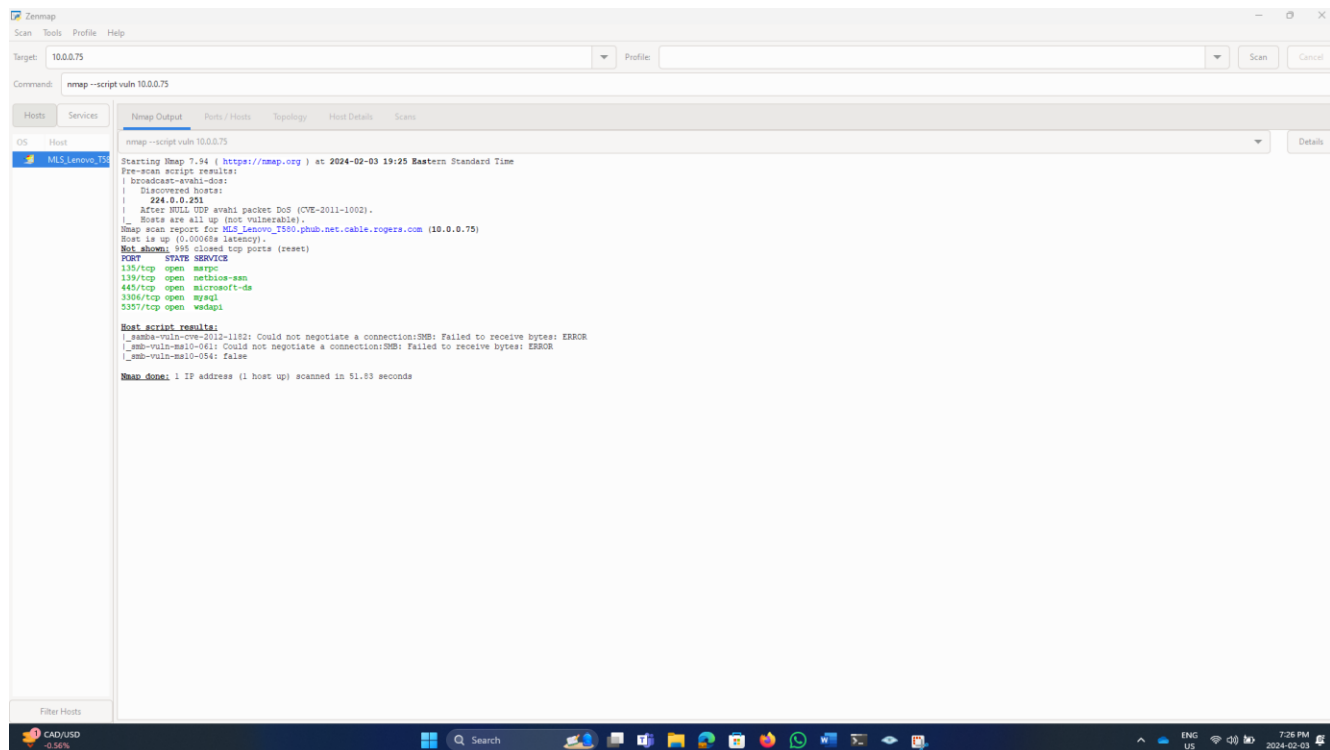 Zenmap
Scan Tools Profile Help
Target: 10.0.0.75 Profile: Scan Cancel
Command: nmap --script vuln 10.0.0.75
Hosts Services Nmap Output Ports / Hosts Topology Host Details Scans
OS Host nmap --script vuln 10.0.0.75 Details
MLS_Lenovo_T58
Starting Nmap 7.94 ( https://nmap.org ) at 2024-02-03 19:25 Eastern Standard Time
Pre-scan script results:
| broadcast-avahi-dos:
|   Discovered hosts:
|     224.0.0.251
|   After NULL UDP avahi packet DoS (CVE-2011-1002).
|_  Hosts are all up (not vulnerable).
Nmap scan report for MLS_Lenovo_T580.phub.net.cable.rogers.com (10.0.0.75)
Host is up (0.00068s latency).
Not shown: 995 closed tcp ports (reset)
PORT     STATE SERVICE
135/tcp  open  msrpc
139/tcp  open  netbios-ssn
445/tcp  open  microsoft-ds
3306/tcp open  mysql
5357/tcp open  wsdapi
Host script results:
|_samba-vuln-cve-2012-1182: Could not negotiate a connection:SMB: Failed to receive bytes: ERROR
|_smb-vuln-ms10-061: Could not negotiate a connection:SMB: Failed to receive bytes: ERROR
|_smb-vuln-ms10-054: false
Nmap done: 1 IP address (1 host up) scanned in 51.83 seconds
Filter Hosts
1 CAD/USD
-0.56%
Search
ENG
US
7:26 PM
2024-02-03